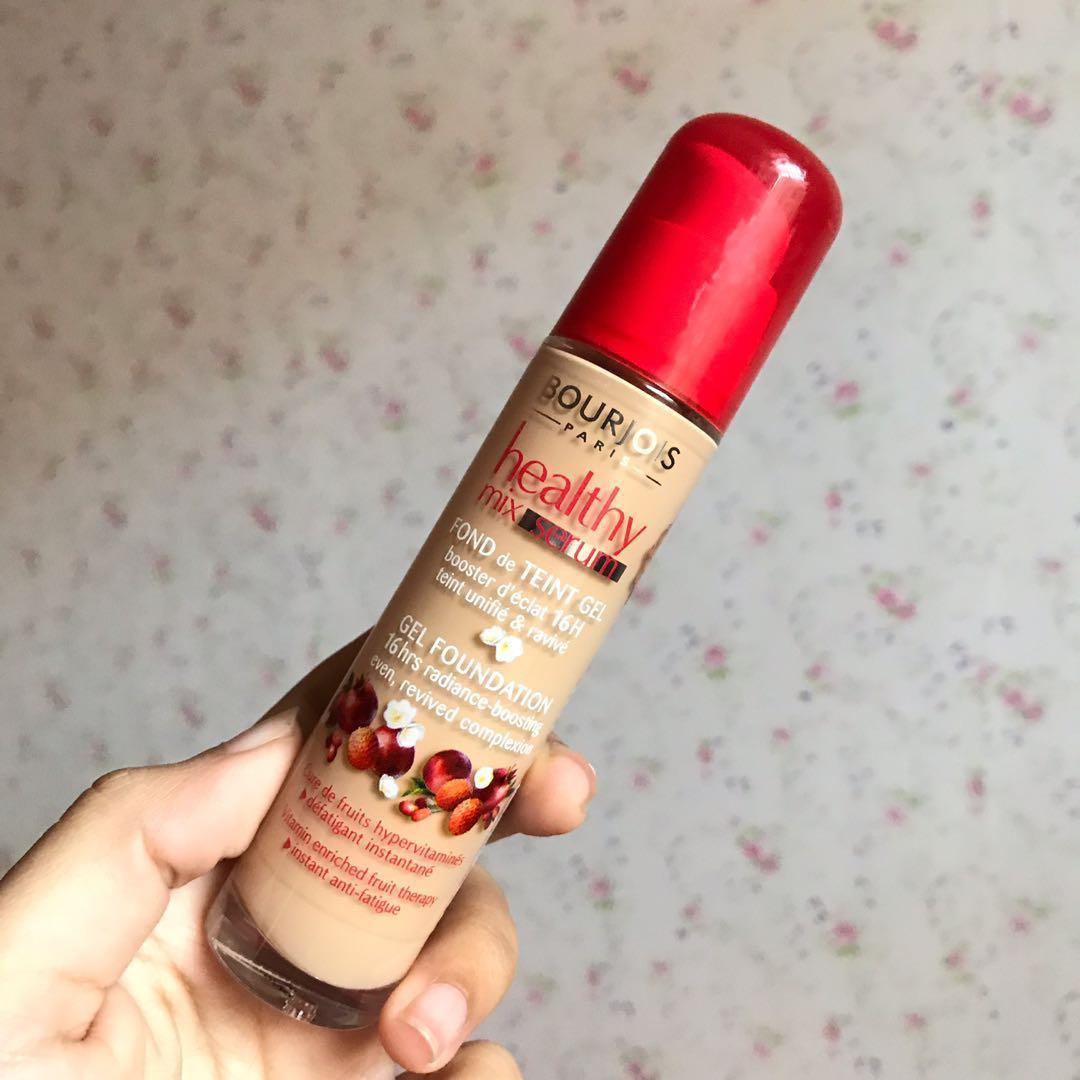 BOURJOIS
PARIS
healthy
mix serum
FOND de TEINT GEL
booster d'éclat 16H
teint unifié & ravivé
GEL FOUNDATION
16hrs radiance-boosting
even, revived complexion
Cure de fruits hypervitaminés
▶défatigant instantané
Vitamin enriched fruit therapy
▶instant anti-fatigue